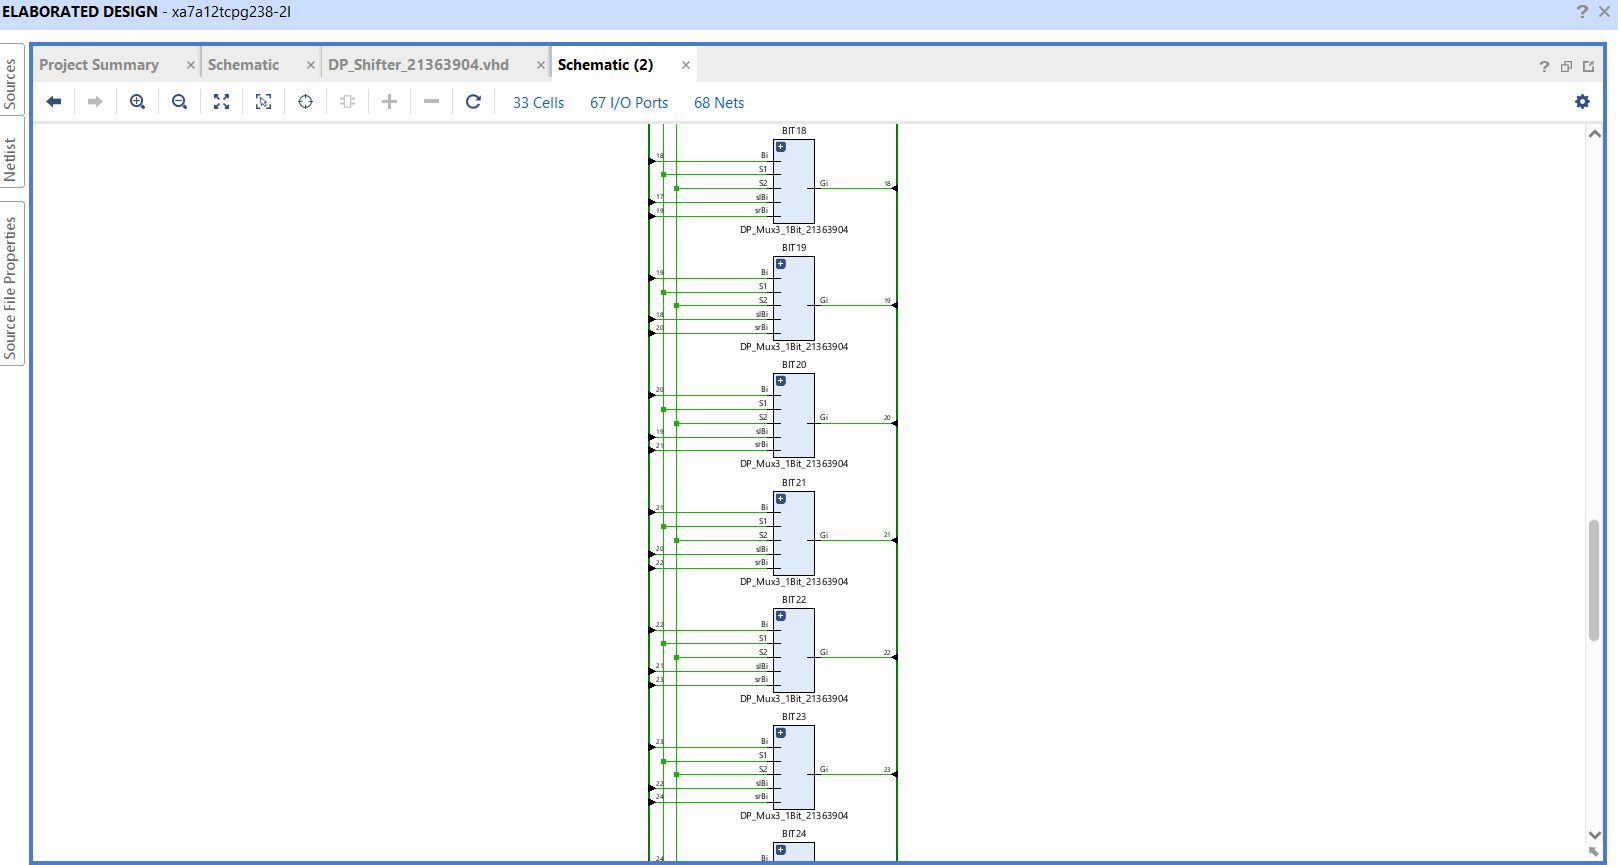 ELABORATED DESIGN - xa7a12tcpg238-2I
Sources
Netlist
Source File Properties
Project Summary
Schematic
DP_Shifter_21363904.vhd
Schematic (2)
33 Cells
67 I/O Ports
68 Nets
BIT18
18
Bi
S1
S2
Gi
18
17
slBi
19
srBi
DP_Mux3_1Bit_21363904
BIT19
19
Bi
S1
S2
Gi
19
18
slBi
20
srBi
DP_Mux3_1Bit_21363904
BIT20
20
Bi
S1
S2
Gi
20
19
slBi
21
srBi
DP_Mux3_1Bit_21363904
BIT21
21
Bi
S1
S2
Gi
21
20
slBi
22
srBi
DP_Mux3_1Bit_21363904
BIT22
22
Bi
S1
S2
Gi
22
21
slBi
23
srBi
DP_Mux3_1Bit_21363904
BIT23
23
Bi
S1
S2
Gi
23
22
slBi
24
srBi
DP_Mux3_1Bit_21363904
BIT24
24
Bi